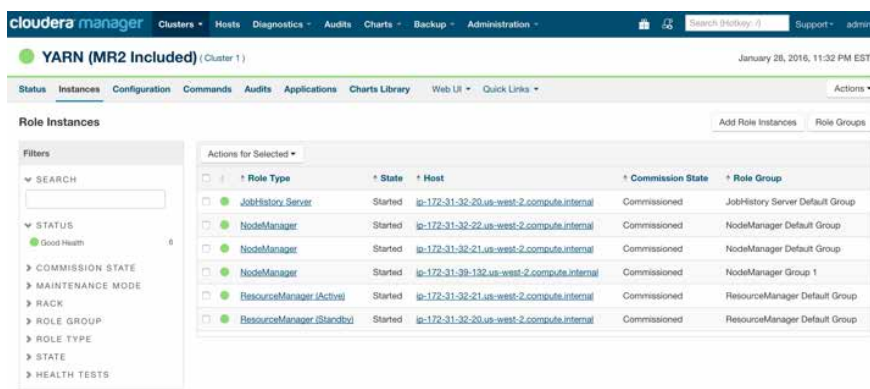 cloudera manager Clusters Hosts Diagnostics Audits Charts Backup Administration Search (Hotkey: /) Support admin
YARN (MR2 Included) (Cluster 1) January 28, 2016, 11:32 PM EST
Status Instances Configuration Commands Audits Applications Charts Library Web UI Quick Links Actions
Role Instances Add Role Instances Role Groups
Filters
SEARCH
STATUS
Good Health 6
COMMISSION STATE
MAINTENANCE MODE
RACK
ROLE GROUP
ROLE TYPE
STATE
HEALTH TESTS
Actions for Selected
Role Type State Host Commission State Role Group
JobHistory Server Started ip-172-31-32-20.us-west-2.compute.internal Commissioned JobHistory Server Default Group
NodeManager Started ip-172-31-32-22.us-west-2.compute.internal Commissioned NodeManager Default Group
NodeManager Started ip-172-31-32-21.us-west-2.compute.internal Commissioned NodeManager Default Group
NodeManager Started ip-172-31-39-132.us-west-2.compute.internal Commissioned NodeManager Group 1
ResourceManager (Active) Started ip-172-31-32-21.us-west-2.compute.internal Commissioned ResourceManager Default Group
ResourceManager (Standby) Started ip-172-31-32-20.us-west-2.compute.internal Commissioned ResourceManager Default Group